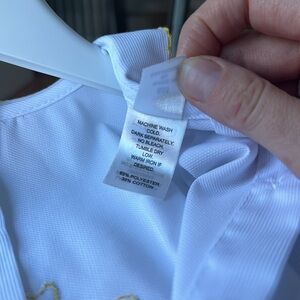 MACHINE WASH
COLD.
DARK SEPARATELY.
NO BLEACH.
TUMBLE DRY
LOW.
WARM IRON IF
DESIRED.
65% POLYESTER
35% COTTON